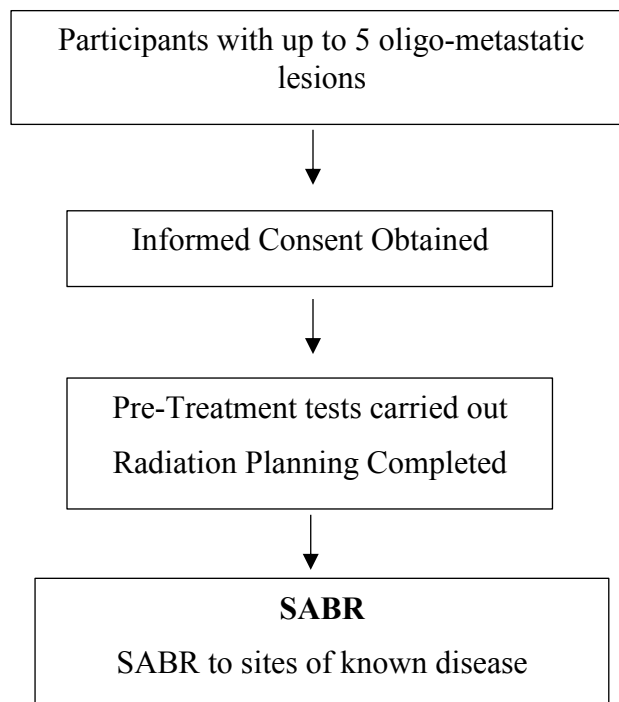 Participants with up to 5 oligo-metastatic
lesions
Informed Consent Obtained
Pre-Treatment tests carried out
Radiation Planning Completed
SABR
SABR to sites of known disease